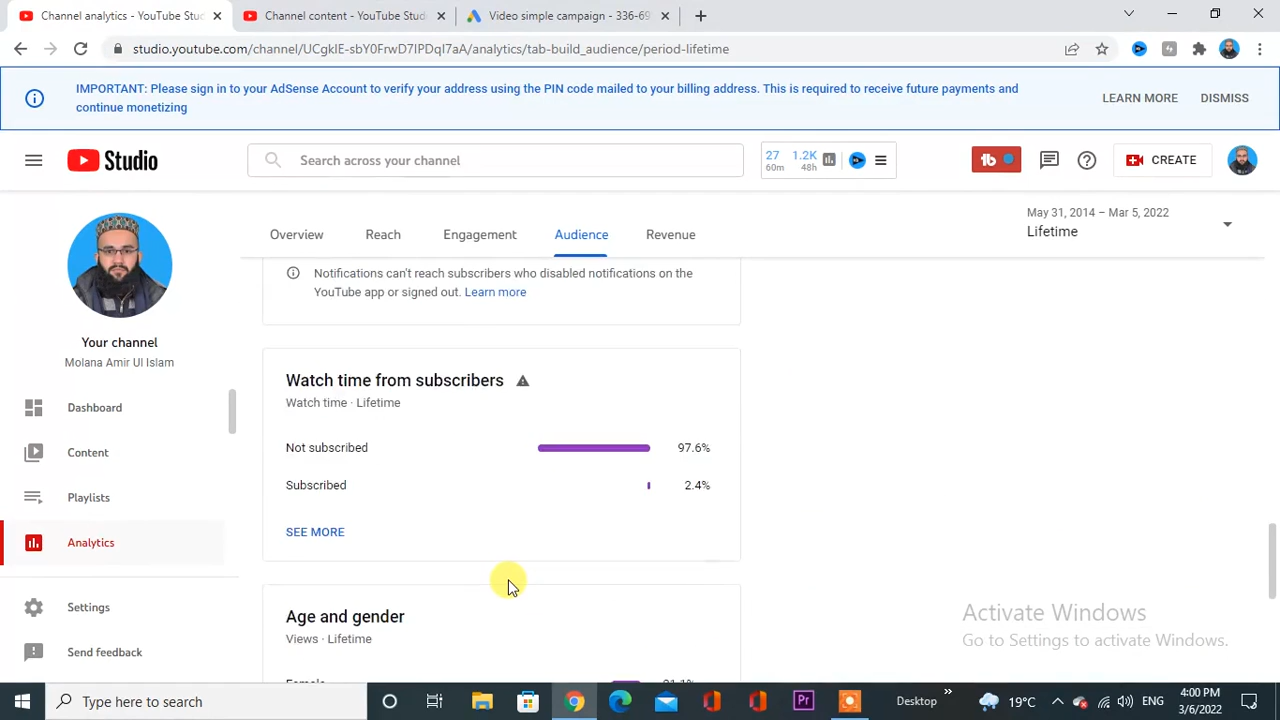 Channel analytics - YouTube Stu
Channel content - YouTube Studi
Video simple campaign - 336-69
studio.youtube.com/channel/UCgklE-sbY0FrwD7IPDql7aA/analytics/tab-build_audience/period-lifetime
IMPORTANT: Please sign in to your AdSense Account to verify your address using the PIN code mailed to your billing address. This is required to receive future payments and
continue monetizing
LEARN MORE
DISMISS
Studio
Search across your channel
27 1.2K
60m 48h
CREATE
Overview
Reach
Engagement
Audience
Revenue
May 31, 2014 – Mar 5, 2022
Lifetime
Notifications can't reach subscribers who disabled notifications on the
YouTube app or signed out. Learn more
Your channel
Molana Amir Ul Islam
Dashboard
Content
Playlists
Analytics
Settings
Send feedback
Watch time from subscribers
Watch time · Lifetime
Not subscribed 97.6%
Subscribed 2.4%
SEE MORE
Age and gender
Views · Lifetime
Activate Windows
Go to Settings to activate Windows.
Type here to search
Pr
Desktop
19°C
ENG
4:00 PM
3/6/2022